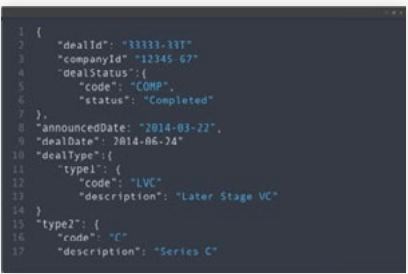 1 {
2 "dealId": "33333-33T"
3 "companyId" "12345-67"
4 "dealStatus":{
5 "code": "COMP",
6 "status": "Completed"
7 },
8 "announcedDate: "2014-03-22",
9 "dealDate": 2014-06-24"
10 "dealType":{
11 "type1": {
12 "code": "LVC"
13 "description": "Later Stage VC"
14 }
15 "type2": {
16 "code": "C"
17 "description": "Series C"